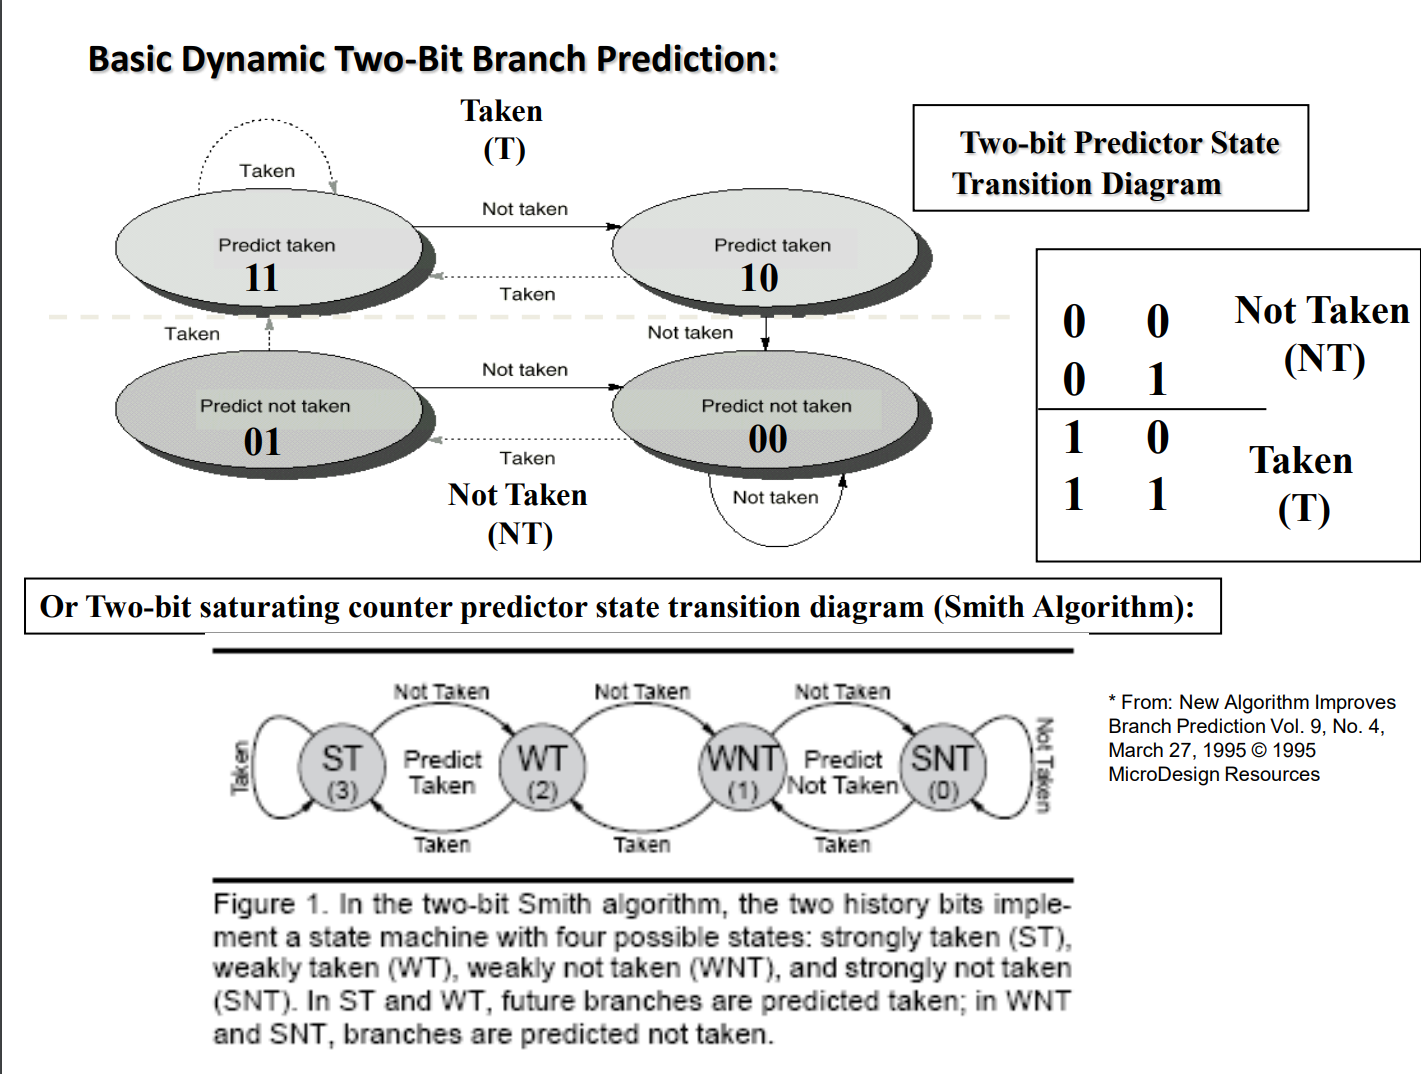 Basic Dynamic Two-Bit Branch Prediction:
Taken
(T)
Two-bit Predictor State
Transition Diagram
Taken
Not taken
Predict taken
11
Predict taken
10
Taken
Taken
Not taken
Not taken
Predict not taken
01
Predict not taken
00
Taken
Not taken
Not Taken
(NT)
0 0
0 1
Not Taken
(NT)
1 0
1 1
Taken
(T)
Or Two-bit saturating counter predictor state transition diagram (Smith Algorithm):
Not Taken
Not Taken
Not Taken
Taken
ST
(3)
Predict
Taken
WT
(2)
WNT
(1)
Predict
Not Taken
SNT
(0)
Not Taken
Taken
Taken
Taken
* From: New Algorithm Improves
Branch Prediction Vol. 9, No. 4,
March 27, 1995 © 1995
MicroDesign Resources
Figure 1. In the two-bit Smith algorithm, the two history bits imple-
ment a state machine with four possible states: strongly taken (ST),
weakly taken (WT), weakly not taken (WNT), and strongly not taken
(SNT). In ST and WT, future branches are predicted taken; in WNT
and SNT, branches are predicted not taken.